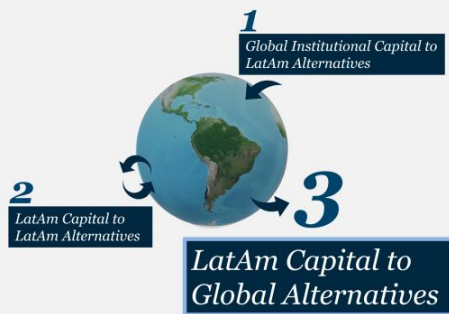 1
Global Institutional Capital to
LatAm Alternatives
2
LatAm Capital to
LatAm Alternatives
3
LatAm Capital to
Global Alternatives